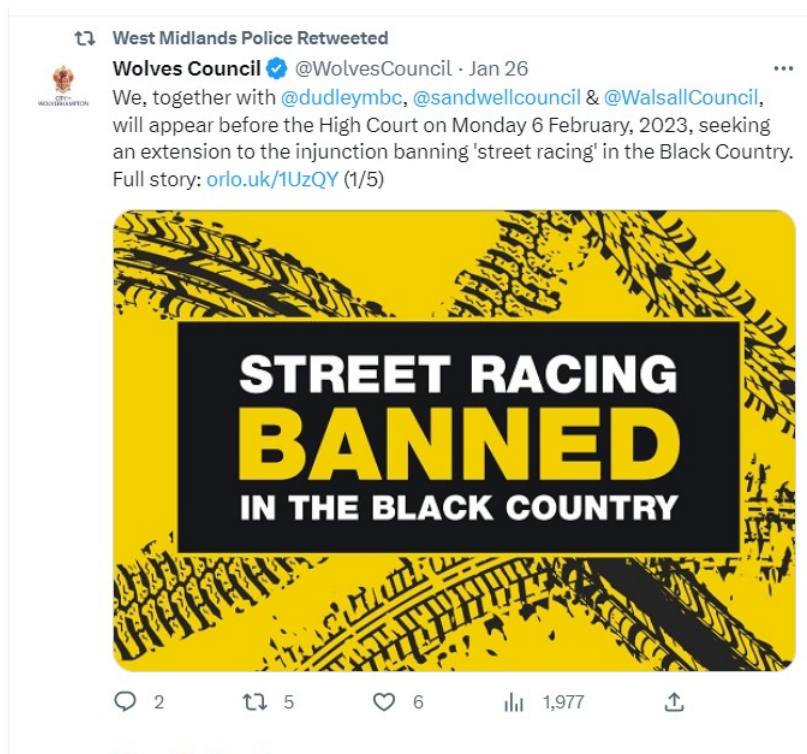 West Midlands Police Retweeted
Wolves Council @WolvesCouncil · Jan 26
CITY OF
WOLVERHAMPTON
We, together with @dudleymbc, @sandwellcouncil & @WalsallCouncil,
will appear before the High Court on Monday 6 February, 2023, seeking
an extension to the injunction banning 'street racing' in the Black Country.
Full story: orlo.uk/1UzQY (1/5)
STREET RACING
BANNED
IN THE BLACK COUNTRY
2 5 6 1,977